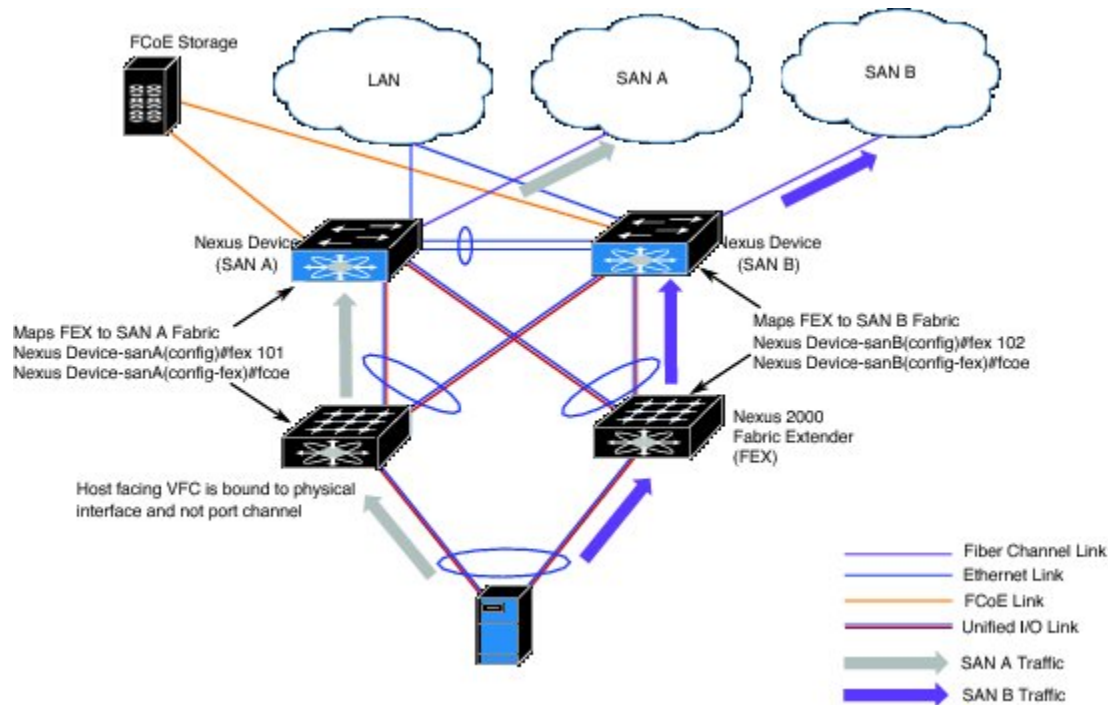 FCoE Storage
LAN
SAN A
SAN B
Nexus Device
(SAN A)
Nexus Device
(SAN B)
Maps FEX to SAN A Fabric
Nexus Device-sanA(config)#fex 101
Nexus Device-sanA(config-fex)#fcoe
Maps FEX to SAN B Fabric
Nexus Device-sanB(config)#fex 102
Nexus Device-sanB(config-fex)#fcoe
Nexus 2000
Fabric Extender
(FEX)
Host facing VFC is bound to physical
interface and not port channel
Fiber Channel Link
Ethernet Link
FCoE Link
Unified I/O Link
SAN A Traffic
SAN B Traffic